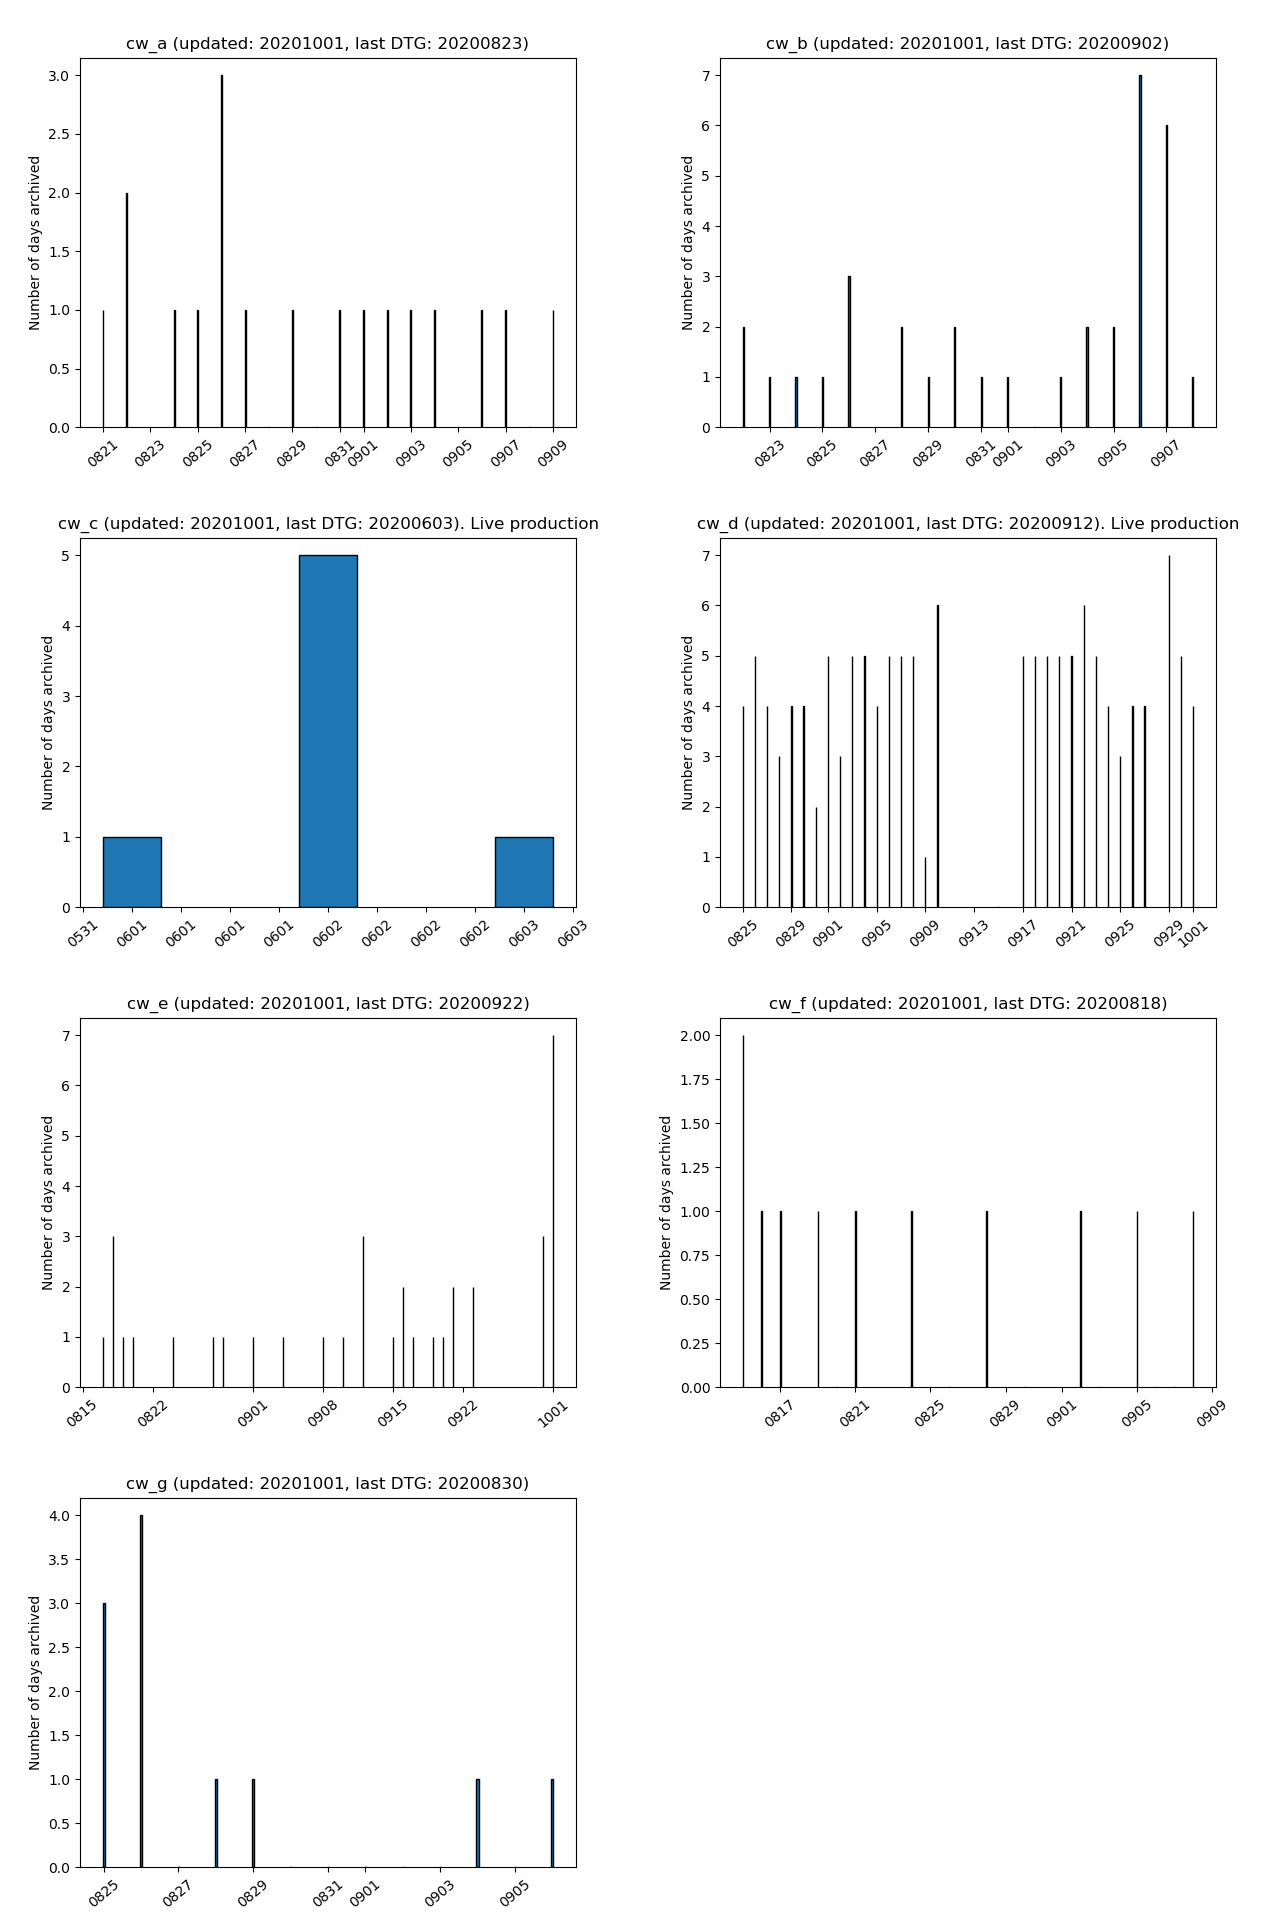 cw_a (updated: 20201001, last DTG: 20200823)
Number of days archived
3.0
2.5
2.0
1.5
1.0
0.5
0.0
0821 0823 0825 0827 0829 0831 0901 0903 0905 0907 0909
cw_b (updated: 20201001, last DTG: 20200902)
Number of days archived
7
6
5
4
3
2
1
0
0823 0825 0827 0829 0831 0901 0903 0905 0907
cw_c (updated: 20201001, last DTG: 20200603). Live production
Number of days archived
5
4
3
2
1
0
0531 0601 0601 0601 0601 0602 0602 0602 0602 0603 0603
cw_d (updated: 20201001, last DTG: 20200912). Live production
Number of days archived
7
6
5
4
3
2
1
0
0825 0829 0901 0905 0909 0913 0917 0921 0925 0929 1001
cw_e (updated: 20201001, last DTG: 20200922)
Number of days archived
7
6
5
4
3
2
1
0
0815 0822 0901 0908 0915 0922 1001
cw_f (updated: 20201001, last DTG: 20200818)
Number of days archived
2.00
1.75
1.50
1.25
1.00
0.75
0.50
0.25
0.00
0817 0821 0825 0829 0901 0905 0909
cw_g (updated: 20201001, last DTG: 20200830)
Number of days archived
4.0
3.5
3.0
2.5
2.0
1.5
1.0
0.5
0.0
0825 0827 0829 0831 0901 0903 0905